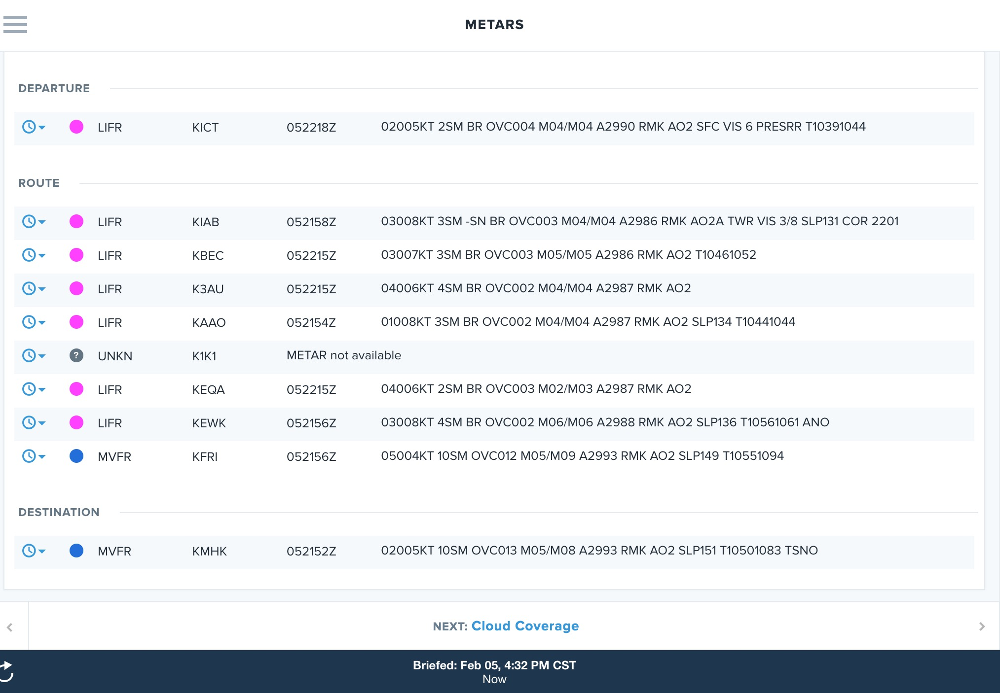 METARS
DEPARTURE
LIFR KICT 052218Z 02005KT 2SM BR OVC004 M04/M04 A2990 RMK AO2 SFC VIS 6 PRESRR T10391044
ROUTE
LIFR KIAB 052158Z 03008KT 3SM -SN BR OVC003 M04/M04 A2986 RMK AO2A TWR VIS 3/8 SLP131 COR 2201
LIFR KBEC 052215Z 03007KT 3SM BR OVC003 M05/M05 A2986 RMK AO2 T10461052
LIFR K3AU 052215Z 04006KT 4SM BR OVC002 M04/M04 A2987 RMK AO2
LIFR KAAO 052154Z 01008KT 3SM BR OVC002 M04/M04 A2987 RMK AO2 SLP134 T10441044
? UNKN K1K1 METAR not available
LIFR KEQA 052215Z 04006KT 2SM BR OVC003 M02/M03 A2987 RMK AO2
LIFR KEWK 052156Z 03008KT 4SM BR OVC002 M06/M06 A2988 RMK AO2 SLP136 T10561061 ANO
MVFR KFRI 052156Z 05004KT 10SM OVC012 M05/M09 A2993 RMK AO2 SLP149 T10551094
DESTINATION
MVFR KMHK 052152Z 02005KT 10SM OVC013 M05/M08 A2993 RMK AO2 SLP151 T10501083 TSNO
NEXT: Cloud Coverage
Briefed: Feb 05, 4:32 PM CST
Now